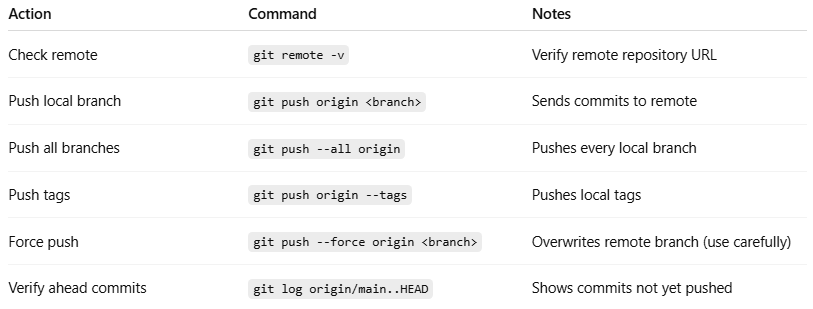 Action Command Notes
Check remote git remote -v Verify remote repository URL
Push local branch git push origin <branch> Sends commits to remote
Push all branches git push --all origin Pushes every local branch
Push tags git push origin --tags Pushes local tags
Force push git push --force origin <branch> Overwrites remote branch (use carefully)
Verify ahead commits git log origin/main..HEAD Shows commits not yet pushed